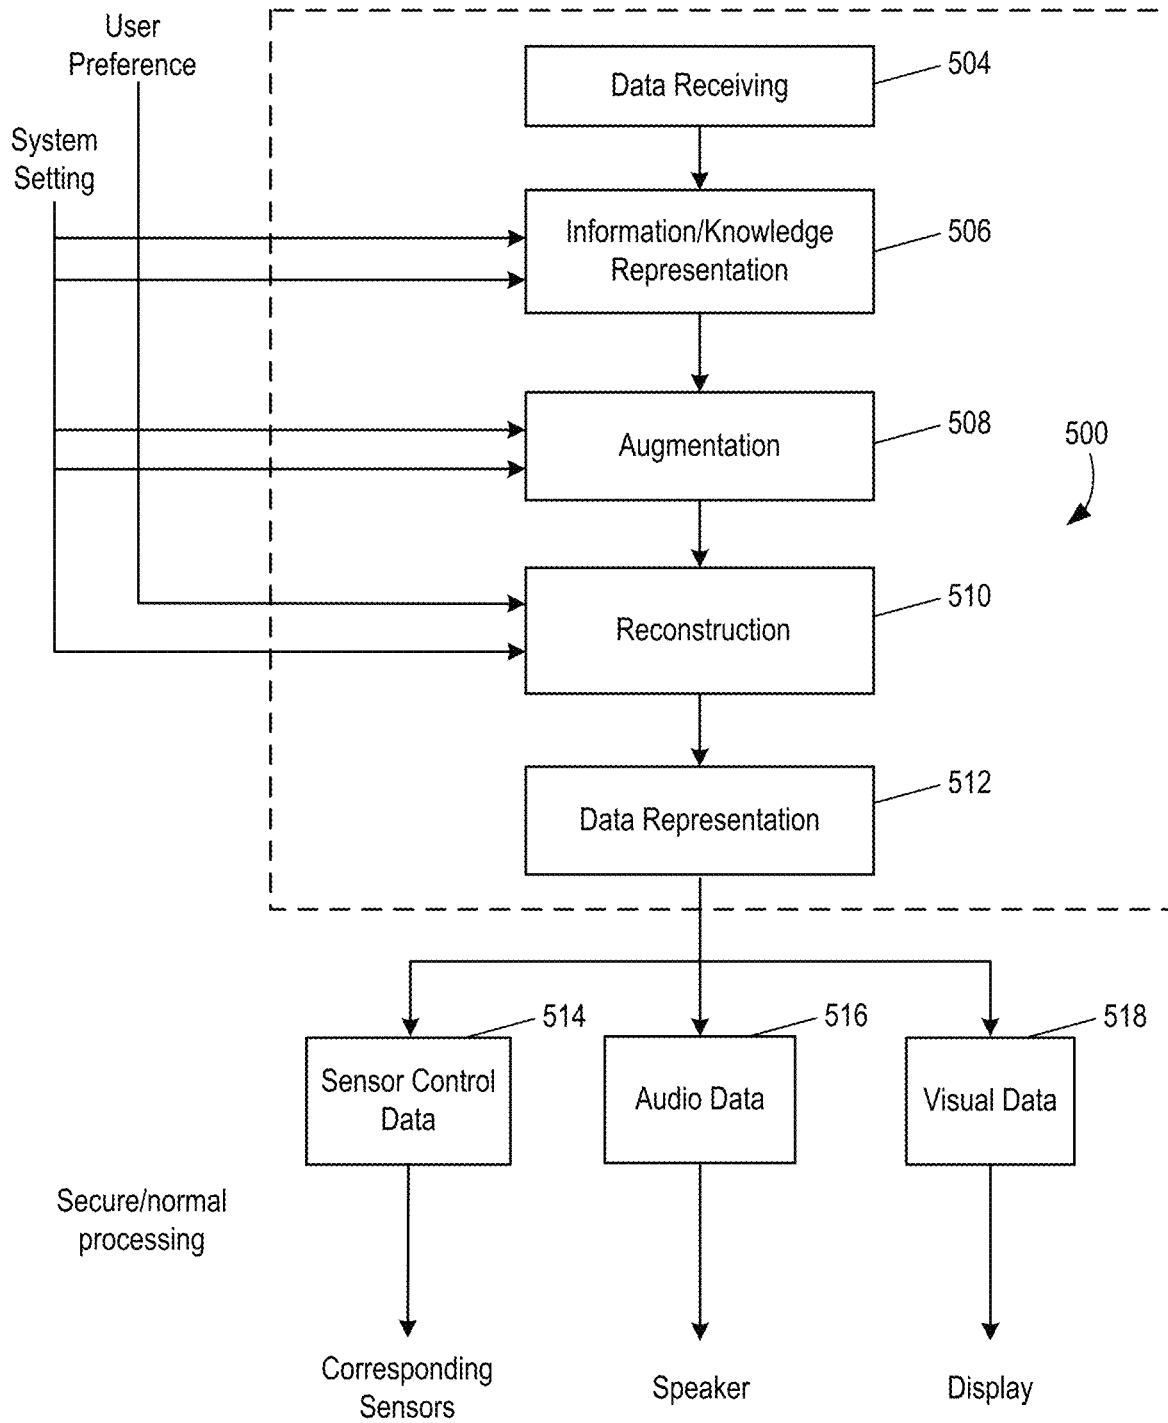 User
Preference
System
Setting
Data Receiving
504
Information/Knowledge
Representation
506
Augmentation
508
500
Reconstruction
510
Data Representation
512
Sensor Control
Data
514
Audio Data
516
Visual Data
518
Secure/normal
processing
Corresponding
Sensors
Speaker
Display